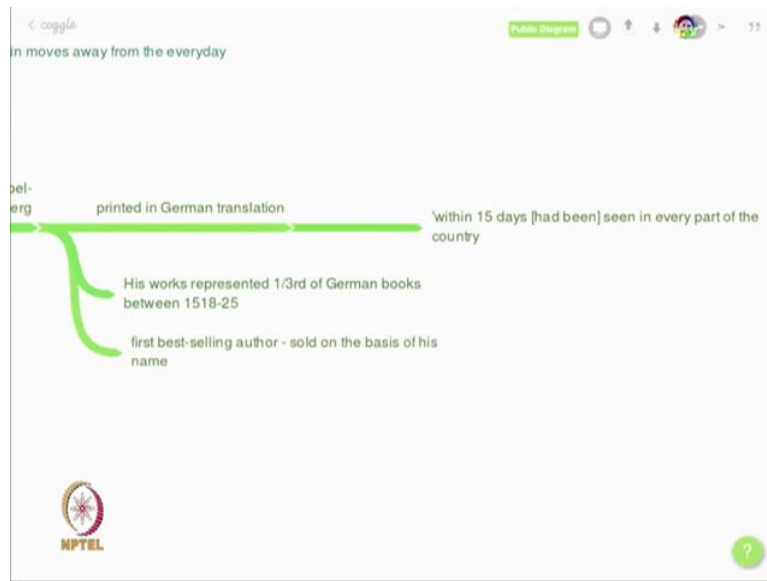 coggle
Public Diagram
in moves away from the everyday
pel-
erg
printed in German translation
'within 15 days [had been] seen in every part of the
country
His works represented 1/3rd of German books
between 1518-25
first best-selling author - sold on the basis of his
name
NPTEL
?